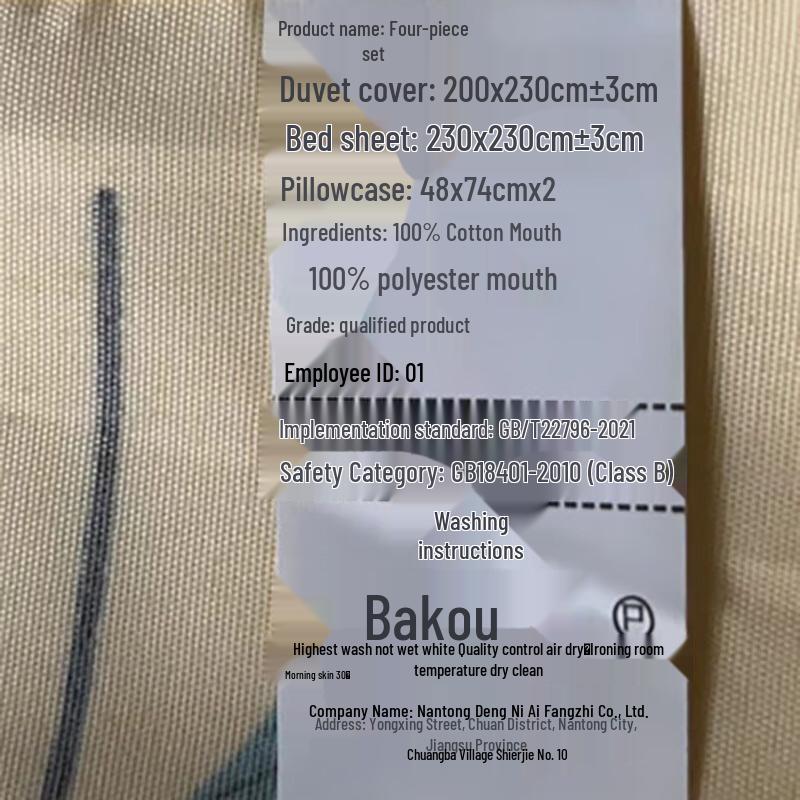 Product name: Four-piece
set
Duvet cover: 200x230cm±3cm
Bed sheet: 230x230cm±3cm
Pillowcase: 48x74cmx2
Ingredients: 100% Cotton Mouth
100% polyester mouth
Grade: qualified product
Employee ID: 01
Implementation standard: GB/T22796-2021
Safety Category: GB18401-2010 (Class B)
Washing
instructions
Bakou
P
Highest wash not wet white Quality control air dry Ironing room
temperature dry clean
Morning skin 30
Company Name: Nantong Deng Ni Ai Fangzhi Co., Ltd.
Address: Yongxing Street, Chuan District, Nantong City,
Jiangsu Province
Chuangba Village Shierjie No. 10